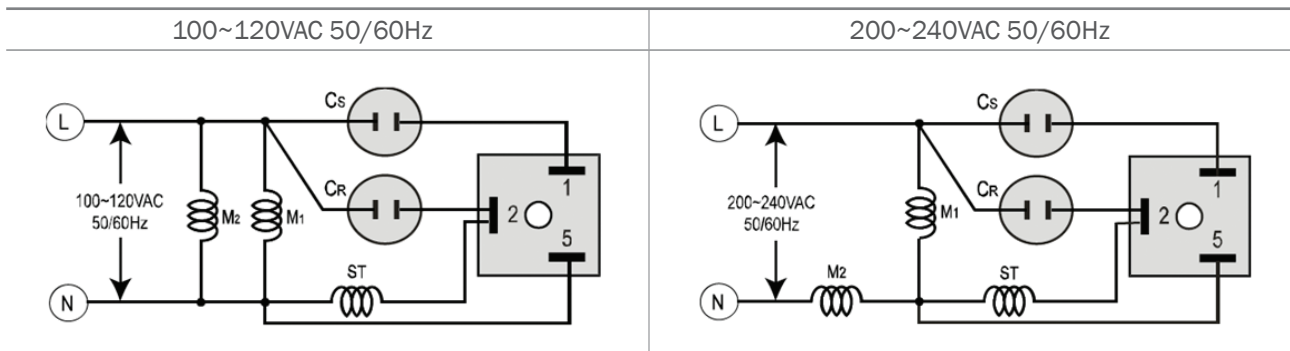 100~120VAC 50/60Hz
200~240VAC 50/60Hz
Cs
L
1
100~120VAC
50/60Hz
CR
M2
M1
2
5
ST
N
Cs
L
1
200~240VAC
50/60Hz
CR
M1
2
5
M2
ST
N